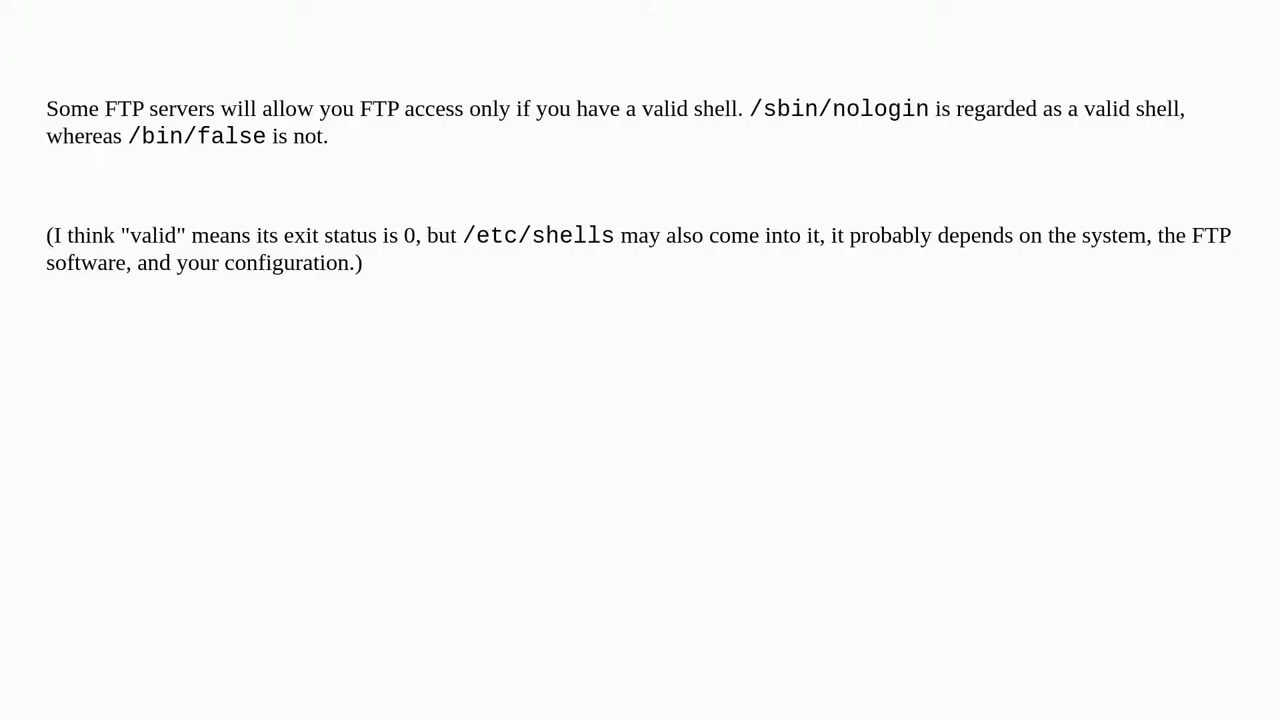 Some FTP servers will allow you FTP access only if you have a valid shell. /sbin/nologin is regarded as a valid shell,
whereas /bin/false is not.
(I think "valid" means its exit status is 0, but /etc/shells may also come into it, it probably depends on the system, the FTP
software, and your configuration.)